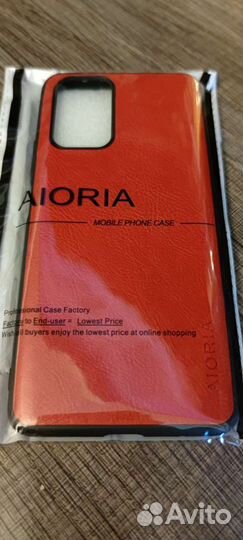 AIORIA
MOBILE PHONE CASE
Professional Case Factory
Factory to End-user = Lowest Price
Wish all buyers enjoy the lowest price at online shopping
AIORIA
Avito